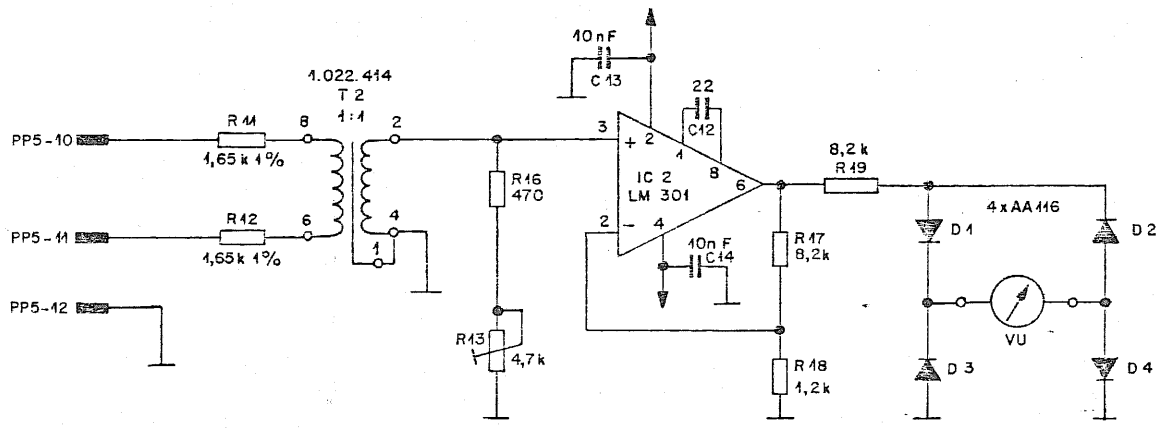 PP5-10
R11
1,65k 1%
PP5-11
R12
1,65k 1%
PP5-12
1.022.414
T2
1:1
8
6
2
4
1
R16
470
R13
4,7k
10nF
C13
22
C12
3
+
2
1
8
IC 2
LM 301
6
2
-
4
10nF
C14
8,2k
R19
R17
8,2k
R18
1,2k
4xAA116
D1
D2
VU
D3
D4